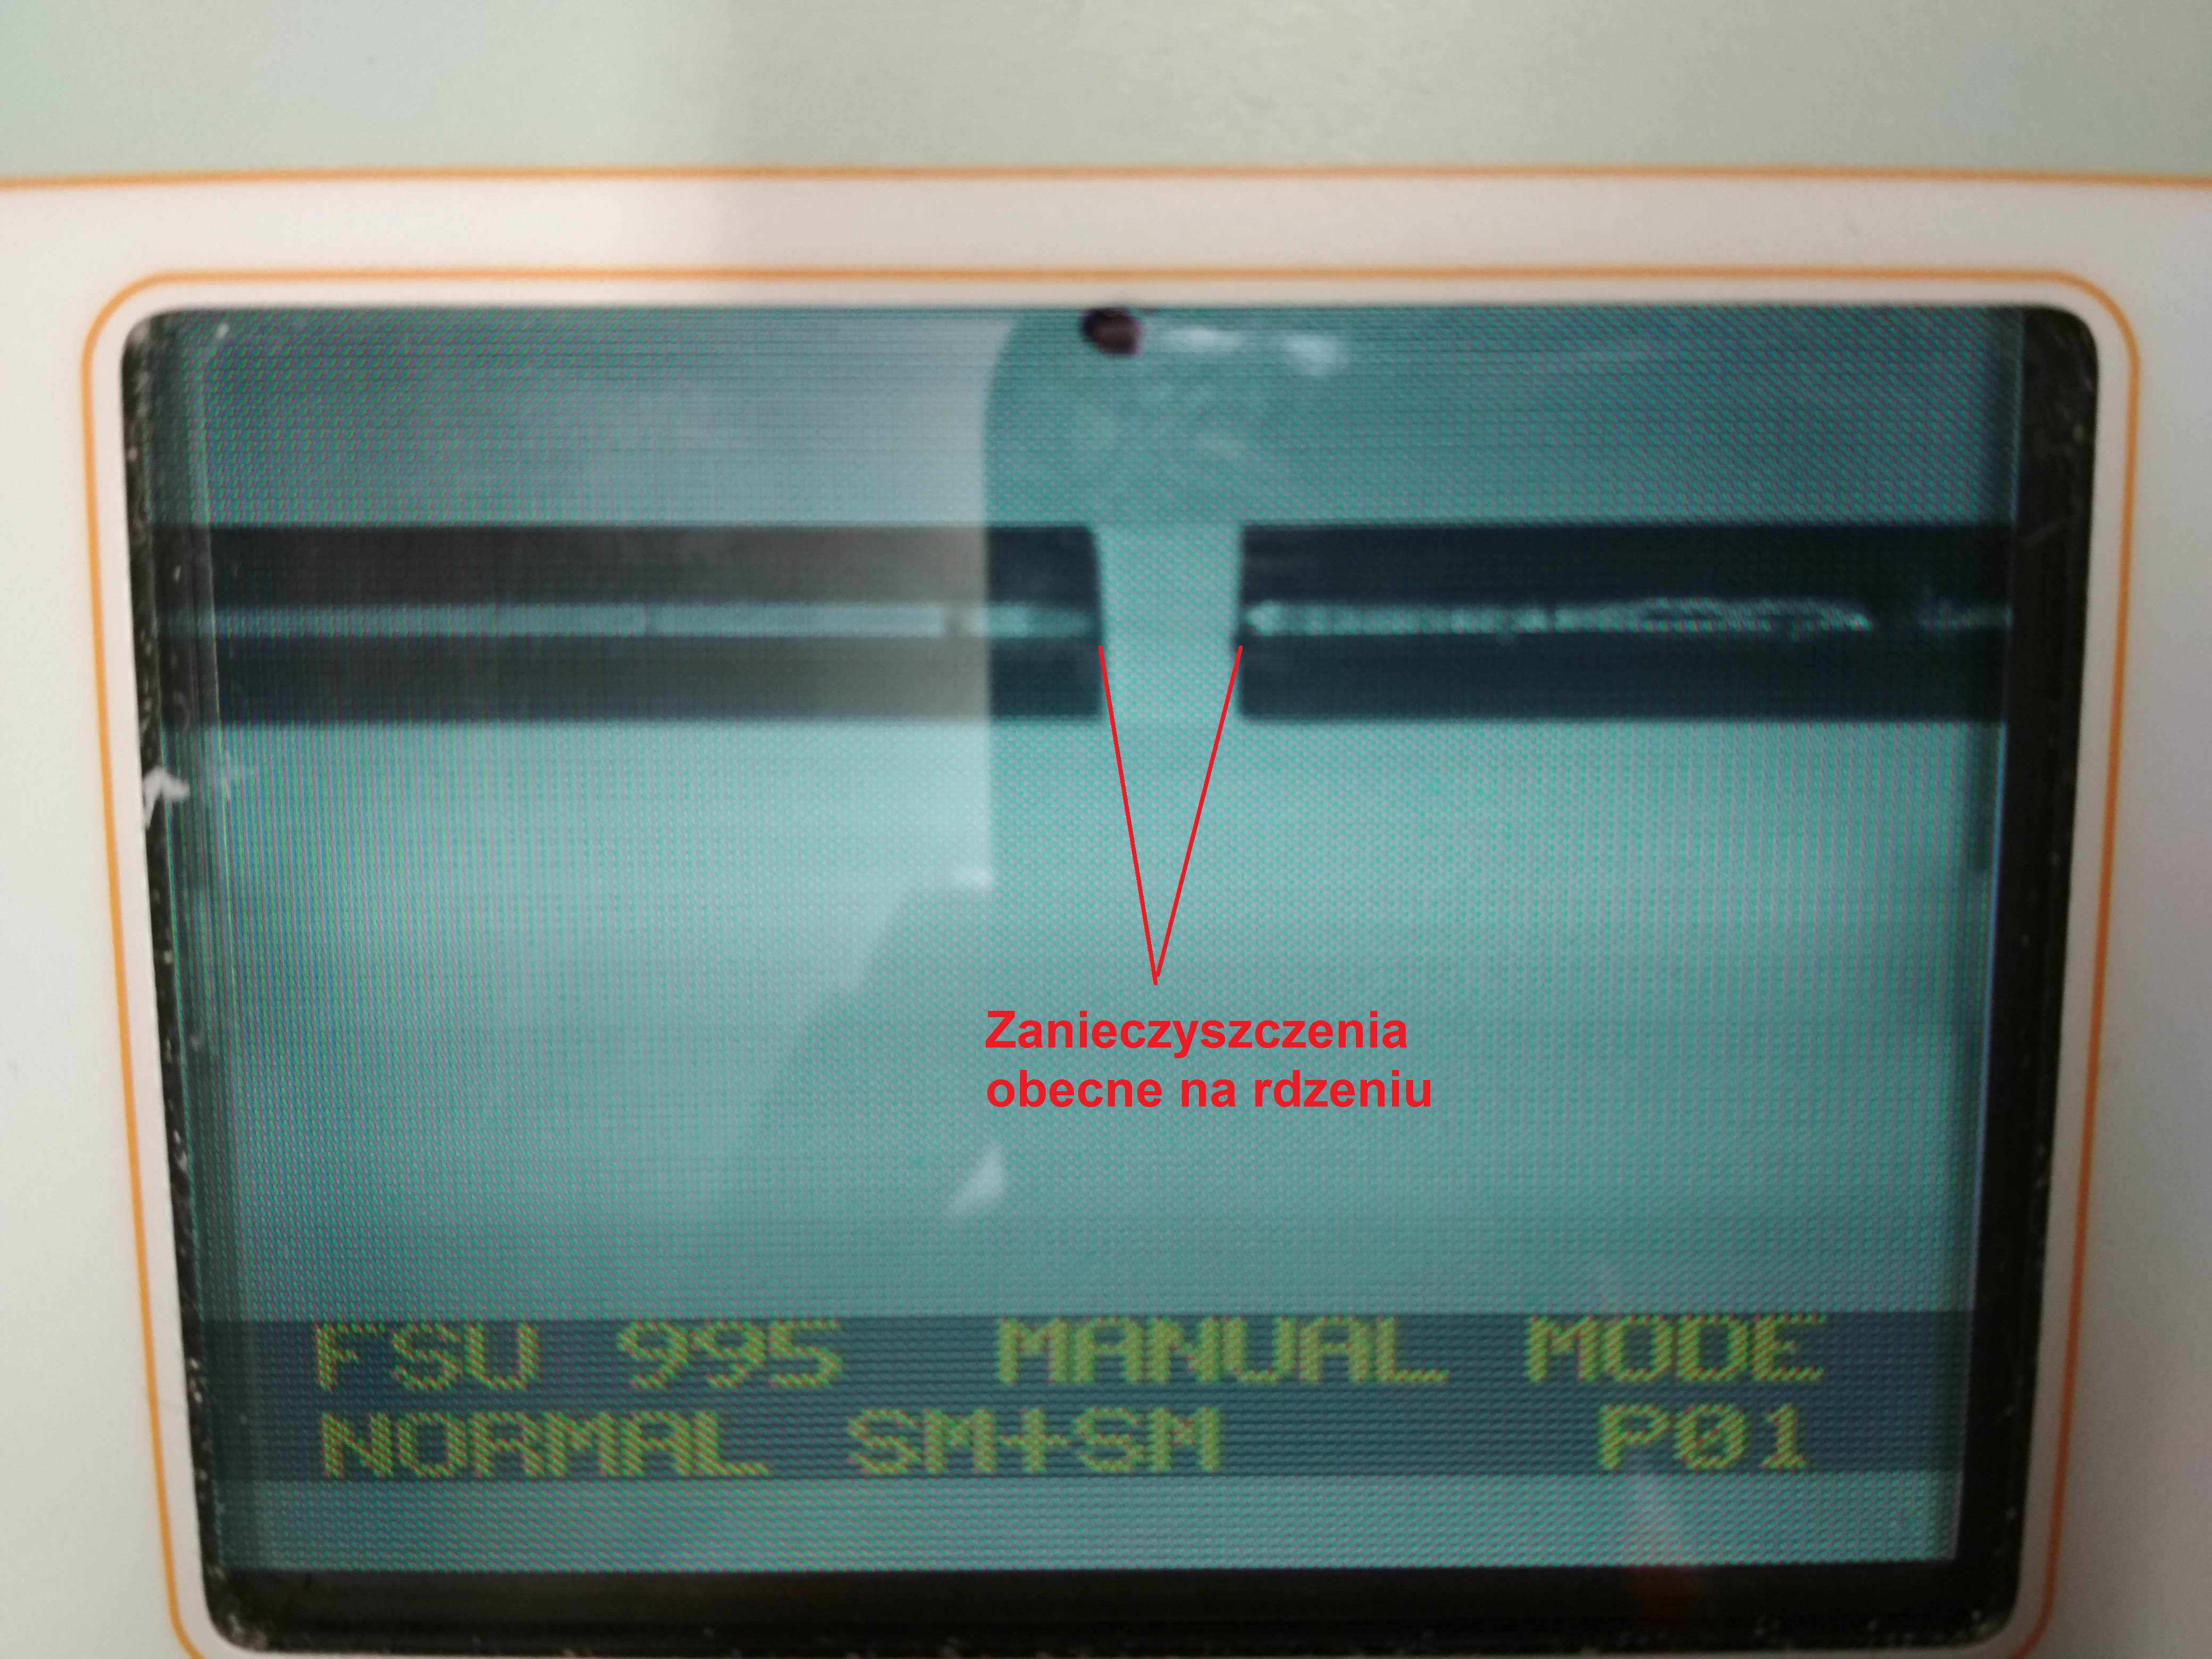 Zanieczyszczenia
obecne na rdzeniu
FSU 995 MANUAL MODE
NORMAL SM+SM P01